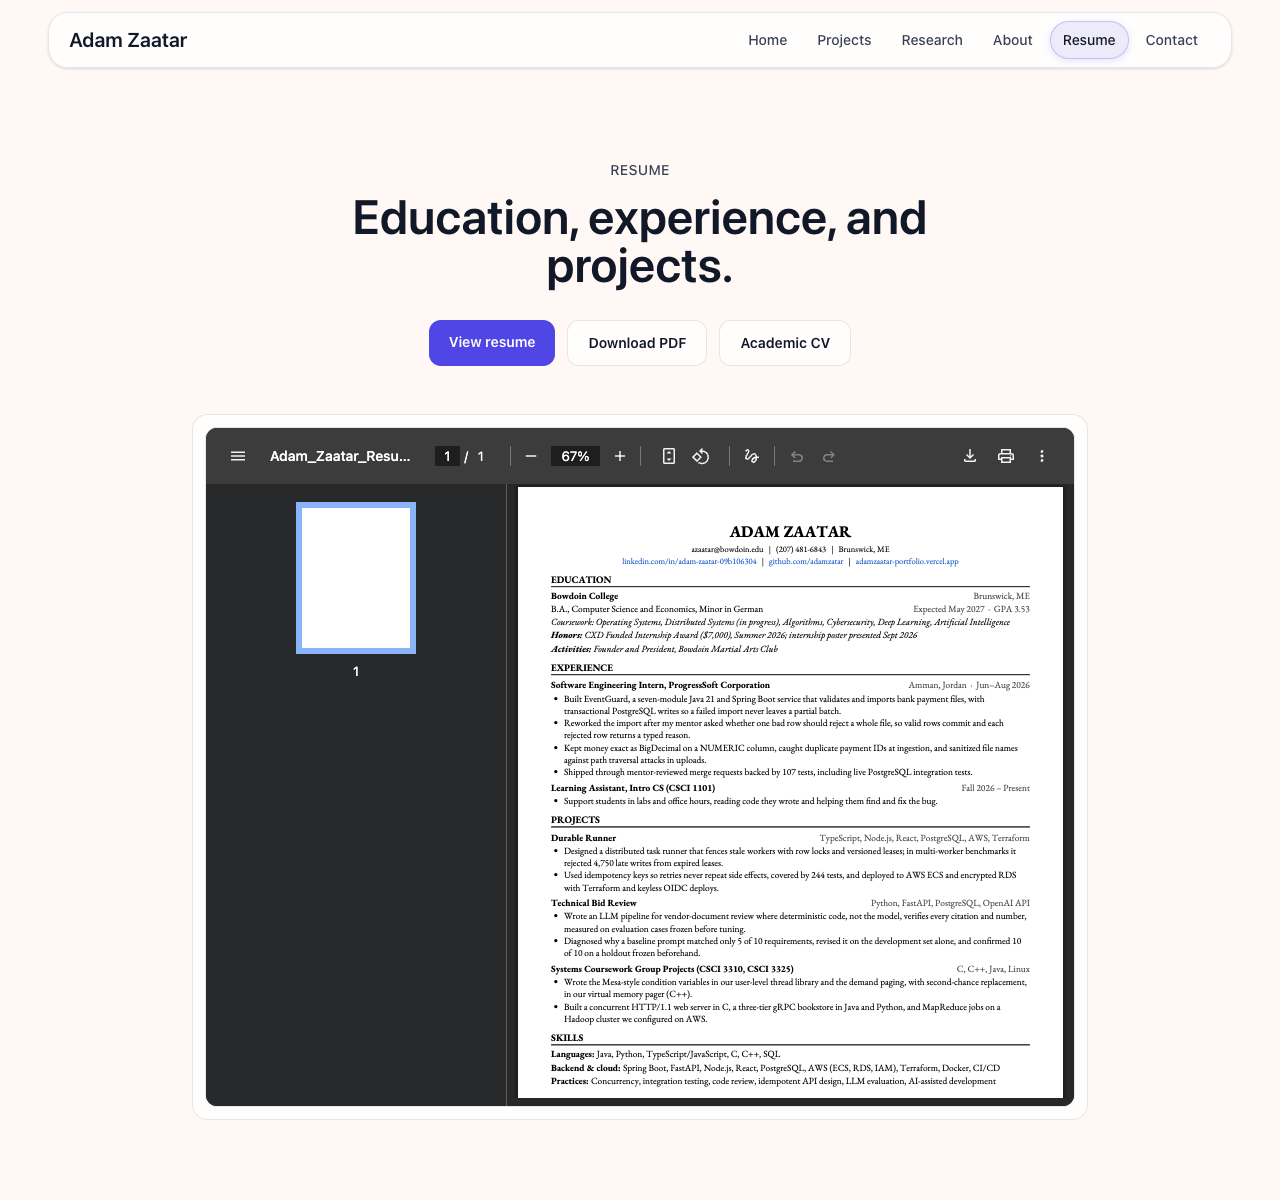 Adam Zaatar
Home
Projects
Research
About
Resume
Contact
RESUME
Education, experience, and
projects.
View resume
Download PDF
Academic CV
Adam_Zaatar_Resu...
1 / 1
67%
1
ADAM ZAATAR
azaatar@bowdoin.edu | (207) 481-6843 | Brunswick, ME
linkedin.com/in/adam-zaatar-09b106304 | github.com/adamzaatar | adamzaatar-portfolio.vercel.app
EDUCATION
Bowdoin College Brunswick, ME
B.A., Computer Science and Economics, Minor in German Expected May 2027 · GPA 3.53
Coursework: Operating Systems, Distributed Systems (in progress), Algorithms, Cybersecurity, Deep Learning, Artificial Intelligence
Honors: CXD Funded Internship Award ($7,000), Summer 2026; internship poster presented Sept 2026
Activities: Founder and President, Bowdoin Martial Arts Club
EXPERIENCE
Software Engineering Intern, ProgressSoft Corporation Amman, Jordan · Jun–Aug 2026
• Built EventGuard, a seven-module Java 21 and Spring Boot service that validates and imports bank payment files, with
transactional PostgreSQL writes so a failed import never leaves a partial batch.
• Reworked the import after my mentor asked whether one bad row should reject a whole file, so valid rows commit and each
rejected row returns a typed reason.
• Kept money exact as BigDecimal on a NUMERIC column, caught duplicate payment IDs at ingestion, and sanitized file names
against path traversal attacks in uploads.
• Shipped through mentor-reviewed merge requests backed by 107 tests, including live PostgreSQL integration tests.
Learning Assistant, Intro CS (CSCI 1101) Fall 2026 – Present
• Support students in labs and office hours, reading code they wrote and helping them find and fix the bug.
PROJECTS
Durable Runner TypeScript, Node.js, React, PostgreSQL, AWS, Terraform
• Designed a distributed task runner that fences stale workers with row locks and versioned leases; in multi-worker benchmarks it
rejected 4,750 late writes from expired leases.
• Used idempotency keys so retries never repeat side effects, covered by 244 tests, and deployed to AWS ECS and encrypted RDS
with Terraform and keyless OIDC deploys.
Technical Bid Review Python, FastAPI, PostgreSQL, OpenAI API
• Wrote an LLM pipeline for vendor-document review where deterministic code, not the model, verifies every citation and number,
measured on evaluation cases frozen before tuning.
• Diagnosed why a baseline prompt matched only 5 of 10 requirements, revised it on the development set alone, and confirmed 10
of 10 on a holdout frozen beforehand.
Systems Coursework Group Projects (CSCI 3310, CSCI 3325) C, C++, Java, Linux
• Wrote the Mesa-style condition variables in our user-level thread library and the demand paging, with second-chance replacement,
in our virtual memory pager (C++).
• Built a concurrent HTTP/1.1 web server in C, a three-tier gRPC bookstore in Java and Python, and MapReduce jobs on a
Hadoop cluster we configured on AWS.
SKILLS
Languages: Java, Python, TypeScript/JavaScript, C, C++, SQL
Backend & cloud: Spring Boot, FastAPI, Node.js, React, PostgreSQL, AWS (ECS, RDS, IAM), Terraform, Docker, CI/CD
Practices: Concurrency, integration testing, code review, idempotent API design, LLM evaluation, AI-assisted development